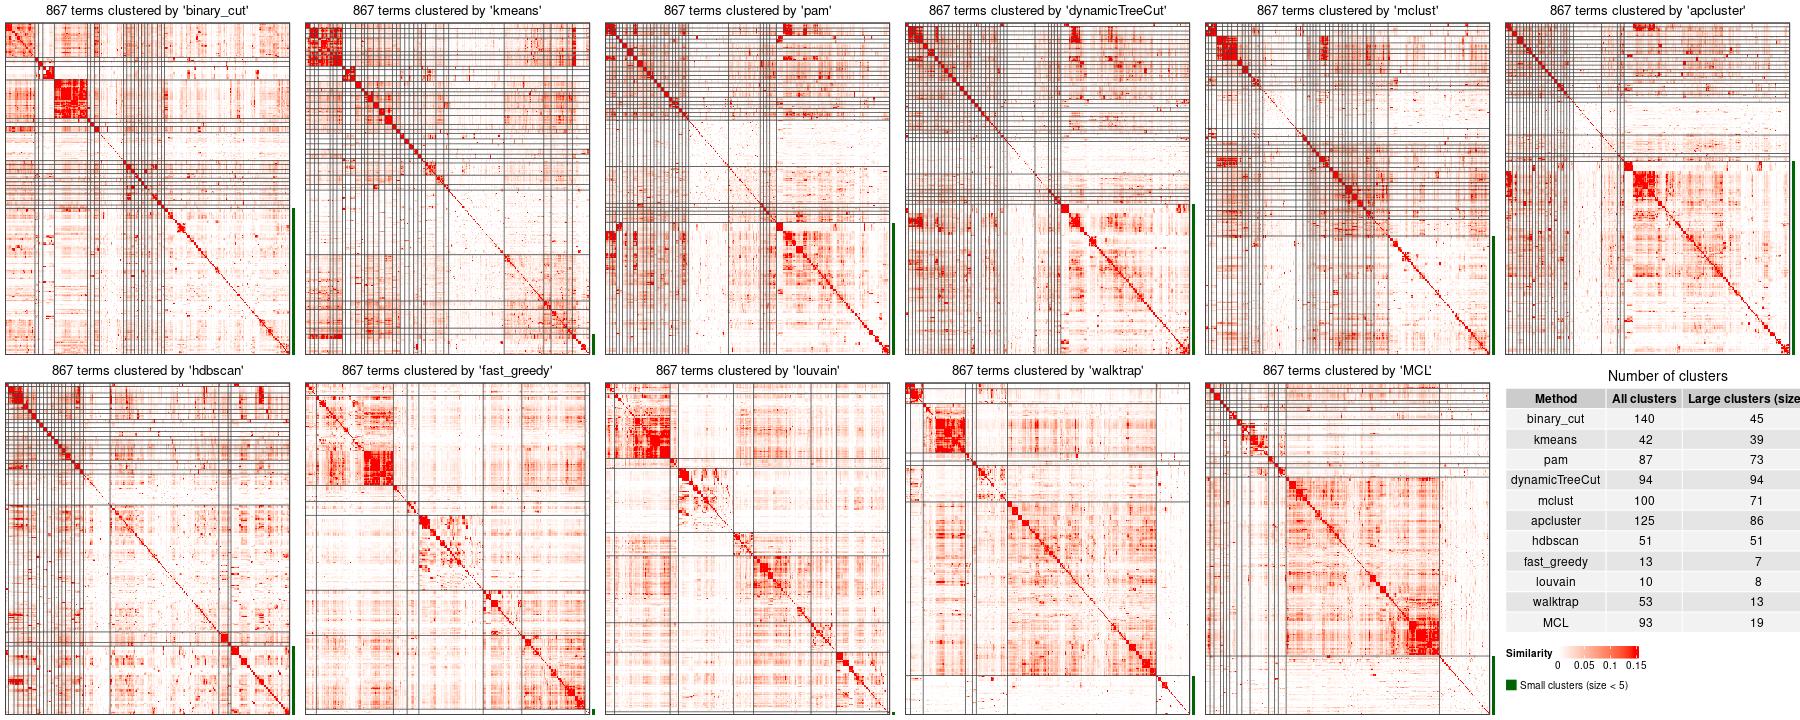 867 terms clustered by 'binary_cut'
867 terms clustered by 'kmeans'
867 terms clustered by 'pam'
867 terms clustered by 'dynamicTreeCut'
867 terms clustered by 'mclust'
867 terms clustered by 'apcluster'
867 terms clustered by 'hdbscan'
867 terms clustered by 'fast_greedy'
867 terms clustered by 'louvain'
867 terms clustered by 'walktrap'
867 terms clustered by 'MCL'
Number of clusters
Method All clusters Large clusters (size
binary_cut 140 45
kmeans 42 39
pam 87 73
dynamicTreeCut 94 94
mclust 100 71
apcluster 125 86
hdbscan 51 51
fast_greedy 13 7
louvain 10 8
walktrap 53 13
MCL 93 19
Similarity
0 0.05 0.1 0.15
Small clusters (size < 5)